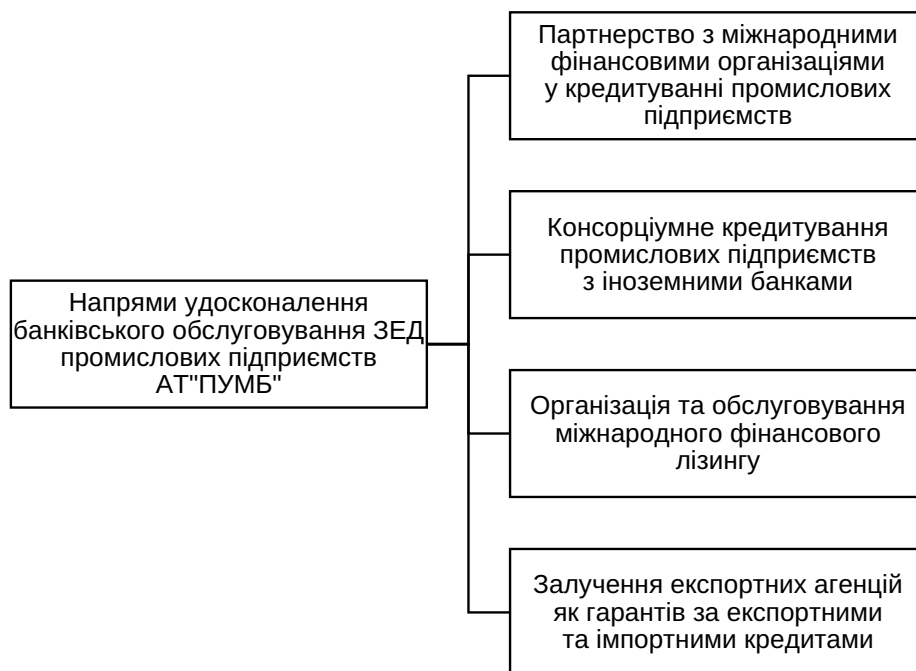 Партнерство з міжнародними
фінансовими організаціями
у кредитуванні промислових
підприємств
Консорціумне кредитування
промислових підприємств
з іноземними банками
Напрями удосконалення
банківського обслуговування ЗЕД
промислових підприємств
АТ"ПУМБ"
Організація та обслуговування
міжнародного фінансового
лізингу
Залучення експортних агенцій
як гарантів за експортними
та імпортними кредитами